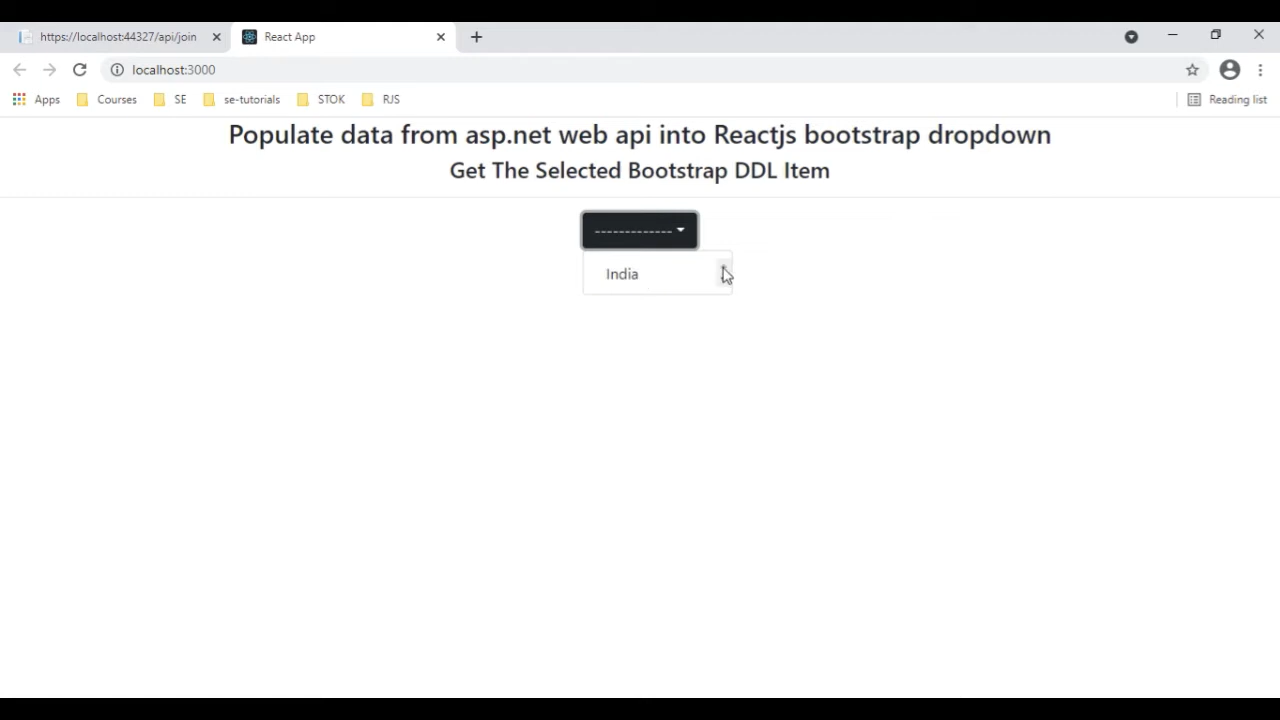 https://localhost:44327/api/join
React App
localhost:3000
Apps
Courses
SE
se-tutorials
STOK
RJS
Reading list
Populate data from asp.net web api into Reactjs bootstrap dropdown
Get The Selected Bootstrap DDL Item
-------------
India